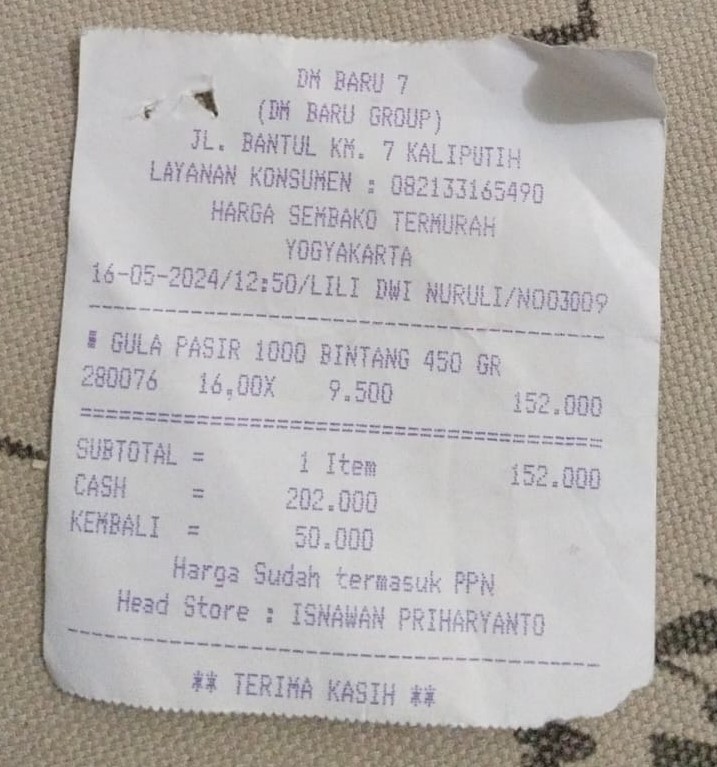 DM BARU 7
(DM BARU GROUP)
JL. BANTUL KM. 7 KALIPUTIH
LAYANAN KONSUMEN : 082133165490
HARGA SEMBAKO TERMURAH
YOGYAKARTA
16-05-2024/12:50/LILI DWI NURULI/NO03009
GULA PASIR 1000 BINTANG 450 GR
280076 16,00X 9.500 152.000
SUBTOTAL = 1 Item 152.000
CASH = 202.000
KEMBALI = 50.000
Harga Sudah termasuk PPN
Head Store : ISNAWAN PRIHARYANTO
** TERIMA KASIH **